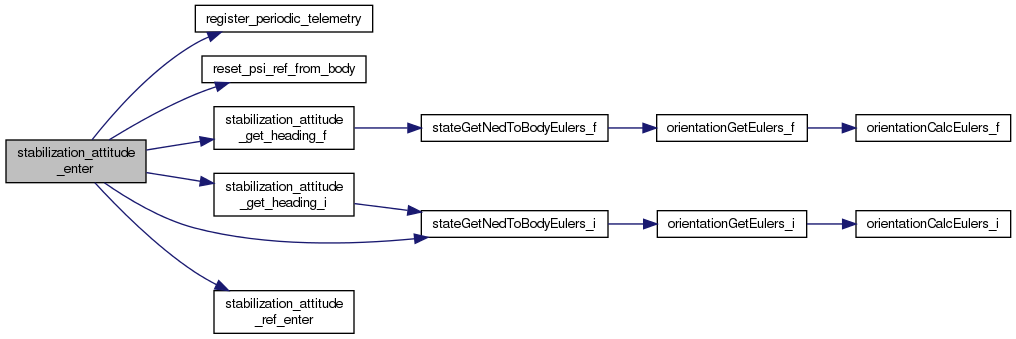 register_periodic_telemetry
reset_psi_ref_from_body
stabilization_attitude
_get_heading_f
stateGetNedToBodyEulers_f
orientationGetEulers_f
orientationCalcEulers_f
stabilization_attitude
_enter
stabilization_attitude
_get_heading_i
stateGetNedToBodyEulers_i
orientationGetEulers_i
orientationCalcEulers_i
stabilization_attitude
_ref_enter